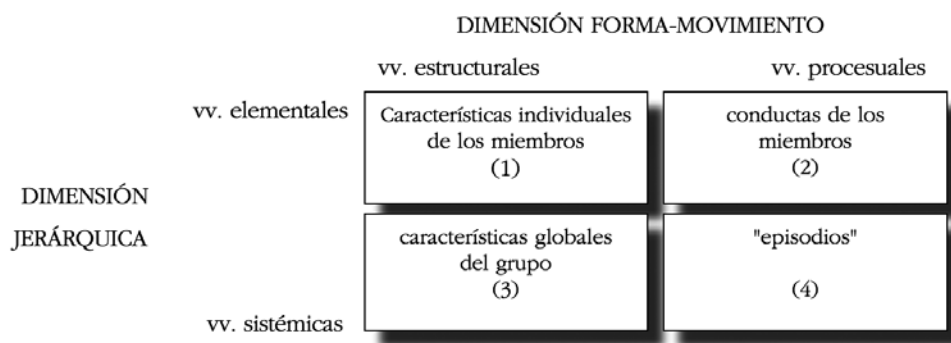 DIMENSIÓN FORMA-MOVIMIENTO
vv. estructurales
vv. procesuales
vv. elementales
Características individuales
de los miembros
(1)
conductas de los
miembros
(2)
DIMENSIÓN
JERÁRQUICA
características globales
del grupo
(3)
"episodios"
(4)
vv. sistémicas